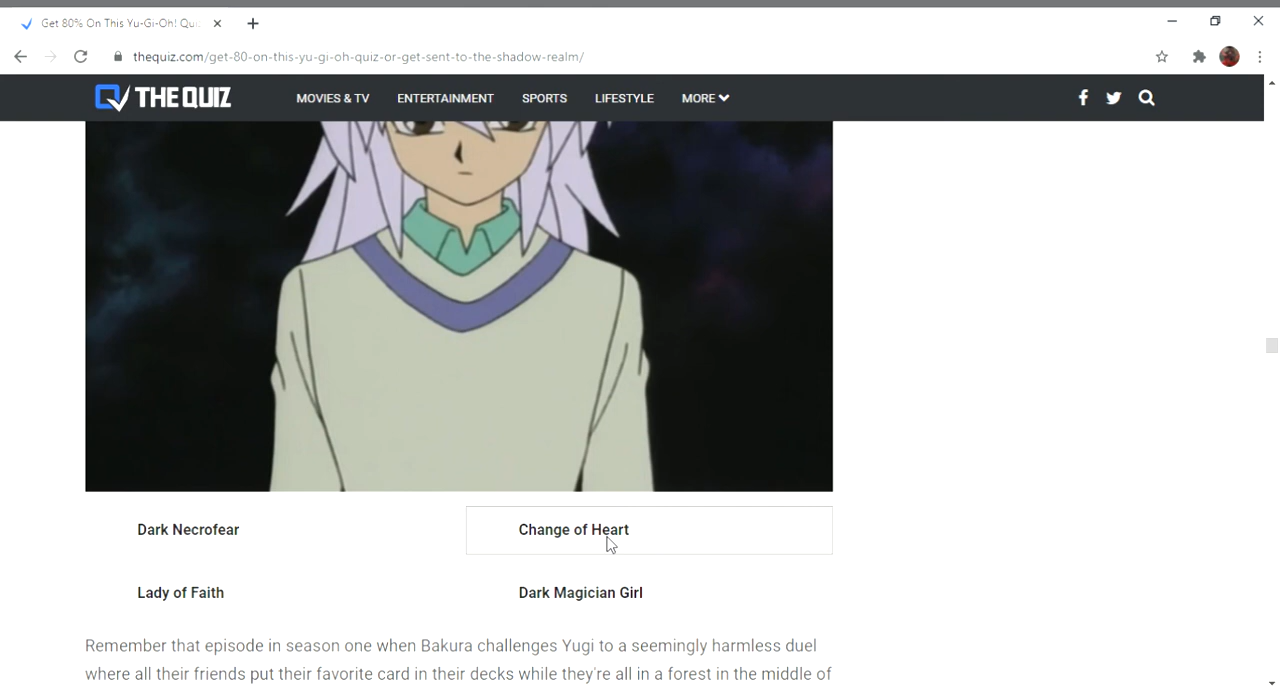 Get 80% On This Yu-Gi-Oh! Qui
thequiz.com/get-80-on-this-yu-gi-oh-quiz-or-get-sent-to-the-shadow-realm/
THE QUIZ MOVIES & TV ENTERTAINMENT SPORTS LIFESTYLE MORE
Dark Necrofear Change of Heart
Lady of Faith Dark Magician Girl
Remember that episode in season one when Bakura challenges Yugi to a seemingly harmless duel
where all their friends put their favorite card in their decks while they're all in a forest in the middle of